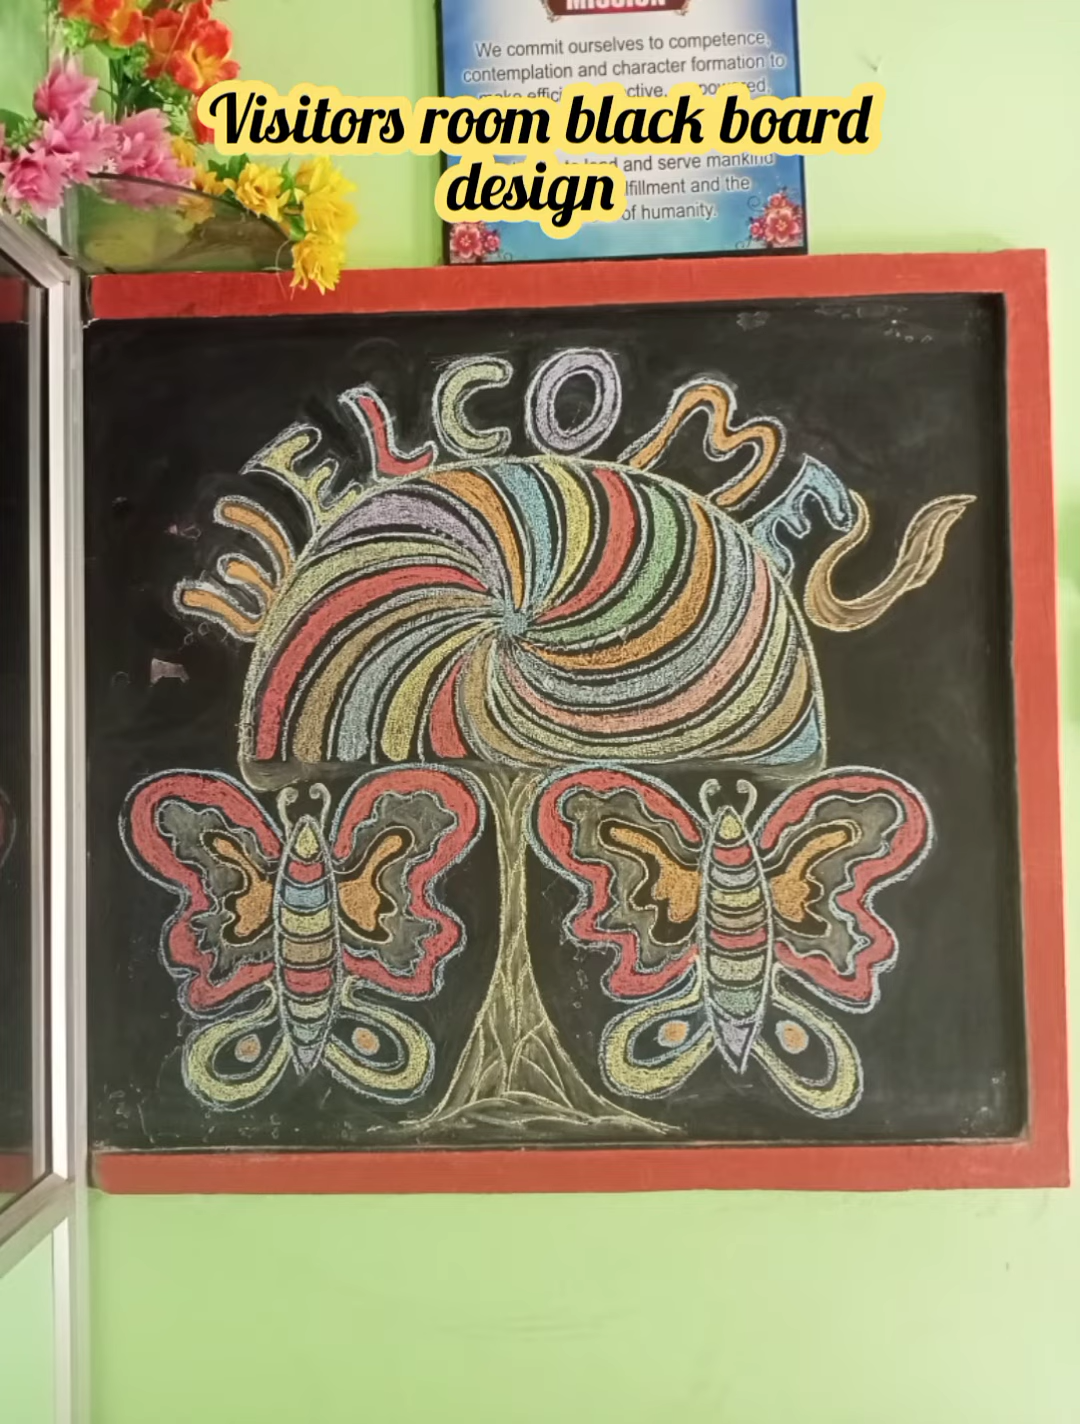 MISSION
We commit ourselves to competence,
contemplation and character formation to
Visitors room black board
design
and serve mankind
and the
of humanity.
WELCOME